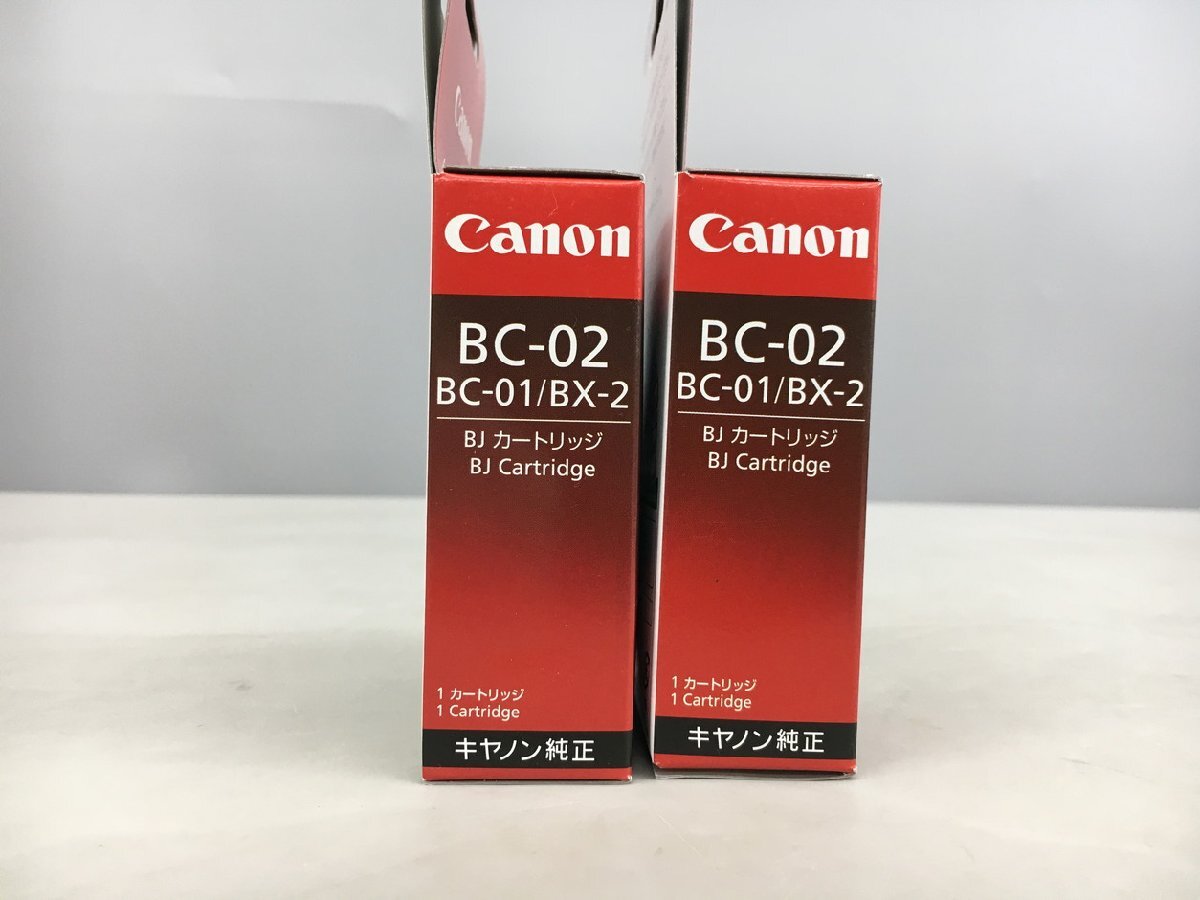 Canon
BC-02
BC-01/BX-2
BJ カートリッジ
BJ Cartridge
1 カートリッジ
1 Cartridge
キヤノン純正
Canon
Canon
BC-02
BC-01/BX-2
BJ カートリッジ
BJ Cartridge
1 カートリッジ
1 Cartridge
キヤノン純正